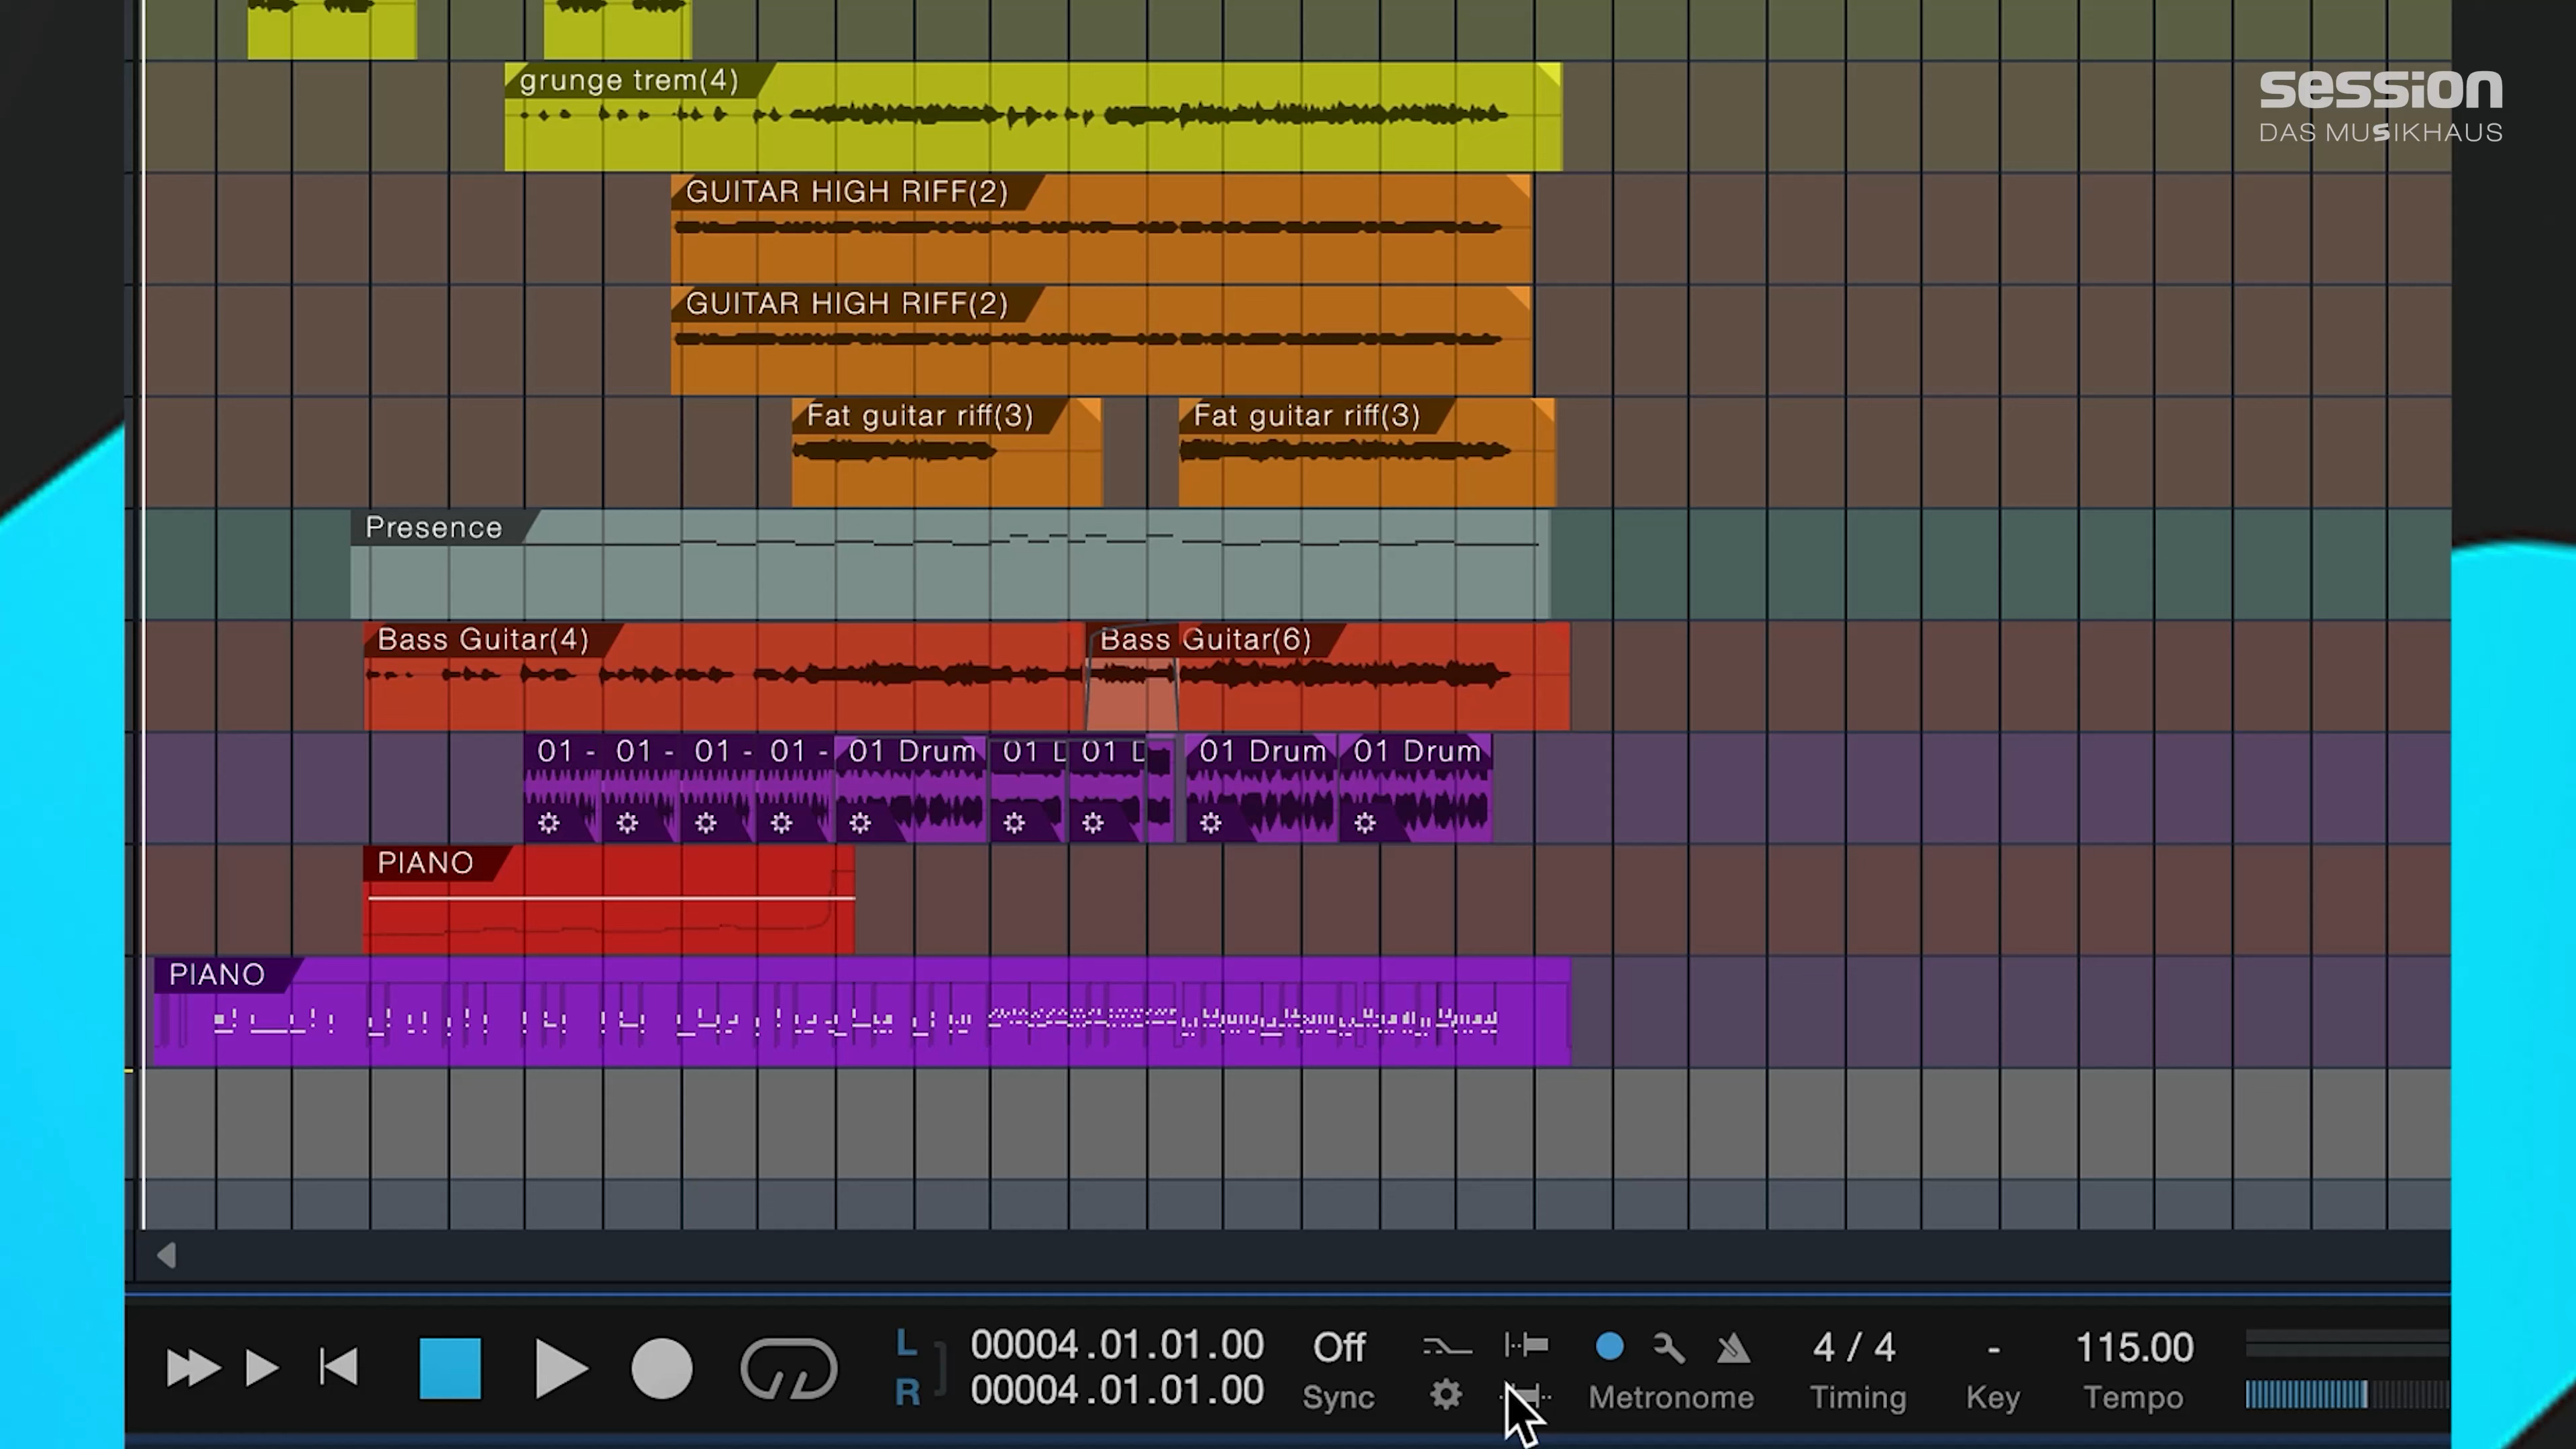 session
DAS MUSIKHAUS
grunge trem(4)
GUITAR HIGH RIFF(2)
GUITAR HIGH RIFF(2)
Fat guitar riff(3) Fat guitar riff(3)
Presence
Bass Guitar(4) Bass Guitar(6)
01 - 01 - 01 - 01 - 01 Drum 01 D 01 D 01 Drum 01 Drum
PIANO
PIANO
L 00004.01.01.00 Off 4 / 4 - 115.00
R 00004.01.01.00 Sync Metronome Timing Key Tempo